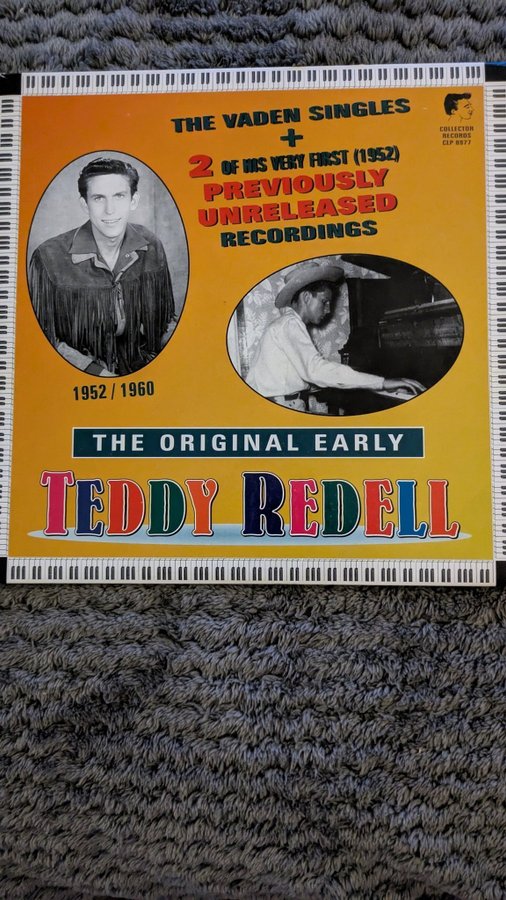 THE VADEN SINGLES
+
2 OF HIS VERY FIRST (1952)
PREVIOUSLY
UNRELEASED
RECORDINGS
COLLECTOR
RECORDS
CLP 8977
1952 / 1960
THE ORIGINAL EARLY
TEDDY REDELL